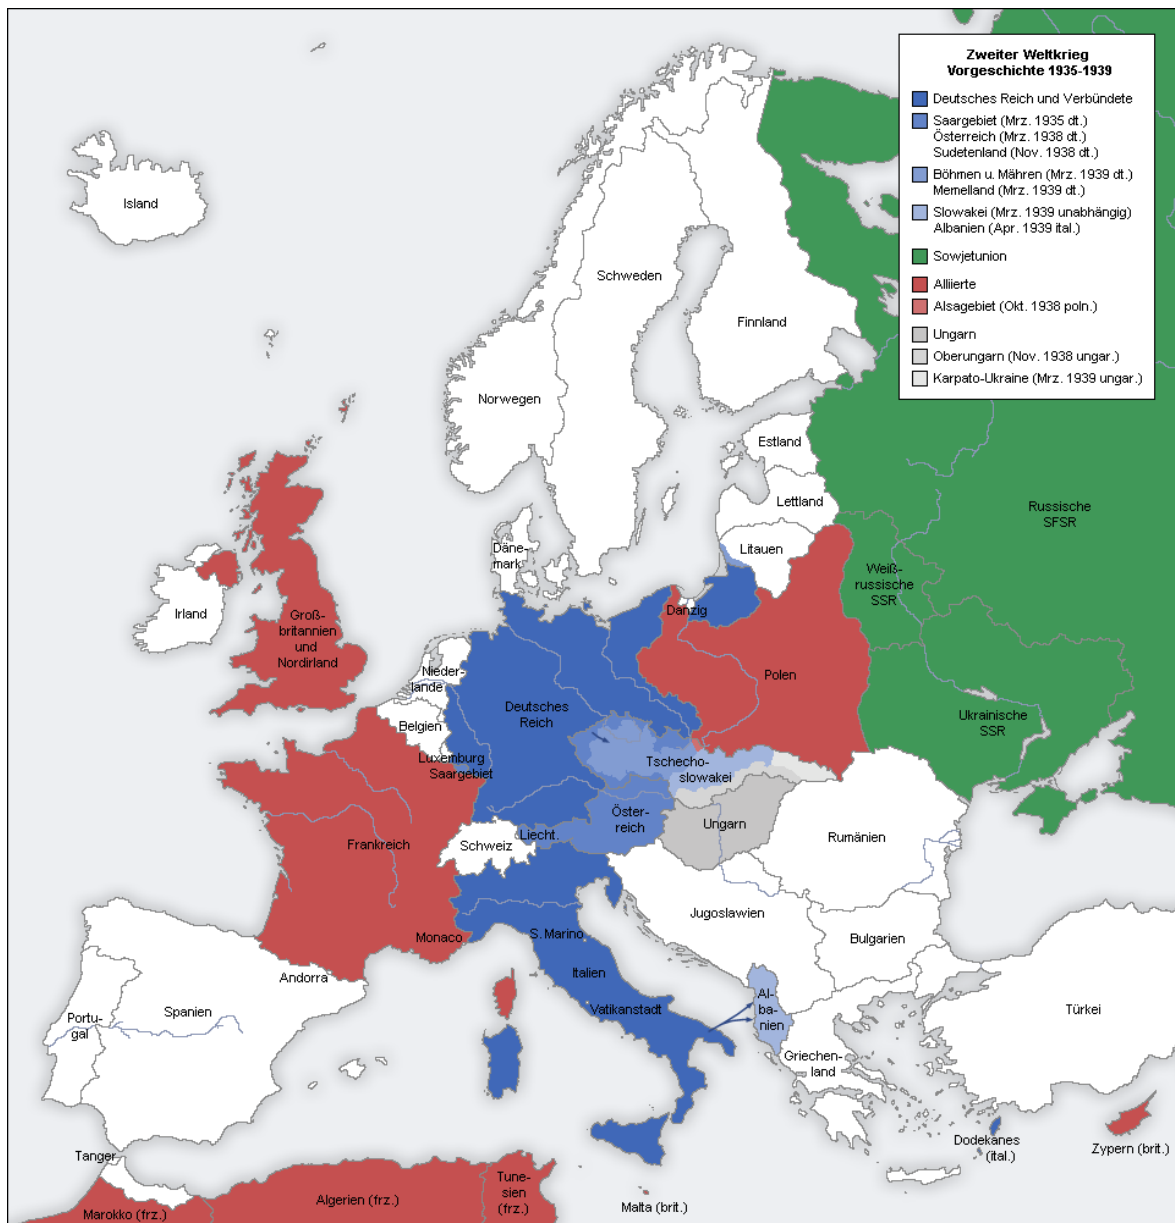 Zweiter Weltkrieg
Vorgeschichte 1935-1939
Deutsches Reich und Verbündete
Saargebiet (Mrz. 1935 dt.)
Österreich (Mrz. 1938 dt.)
Sudetenland (Nov. 1938 dt.)
Böhmen u. Mähren (Mrz. 1939 dt.)
Memelland (Mrz. 1939 dt.)
Slowakei (Mrz. 1939 unabhängig)
Albanien (Apr. 1939 ital.)
Sowjetunion
Alliierte
Alsagebiet (Okt. 1938 poln.)
Ungarn
Oberungarn (Nov. 1938 ungar.)
Karpato-Ukraine (Mrz. 1939 ungar.)
Island
Schweden
Finnland
Norwegen
Estland
Lettland
Russische
SFSR
Däne-
mark
Litauen
Weiß-
russische
SSR
Irland
Groß-
britannien
und
Nordirland
Danzig
Nieder-
lande
Polen
Deutsches
Reich
Belgien
Ukrainische
SSR
Luxemburg
Saargebiet
Tschecho-
slowakei
Öster-
reich
Ungarn
Liecht.
Schweiz
Frankreich
Rumänien
Jugoslawien
Monaco
S. Marino
Bulgarien
Andorra
Italien
Al-
ba-
nien
Spanien
Portu-
gal
Vatikanstadt
Türkei
Griechen-
land
Dodekanes
(ital.)
Zypern (brit.)
Tanger
Marokko (frz.)
Algerien (frz.)
Tune-
sien
(frz.)
Malta (brit.)